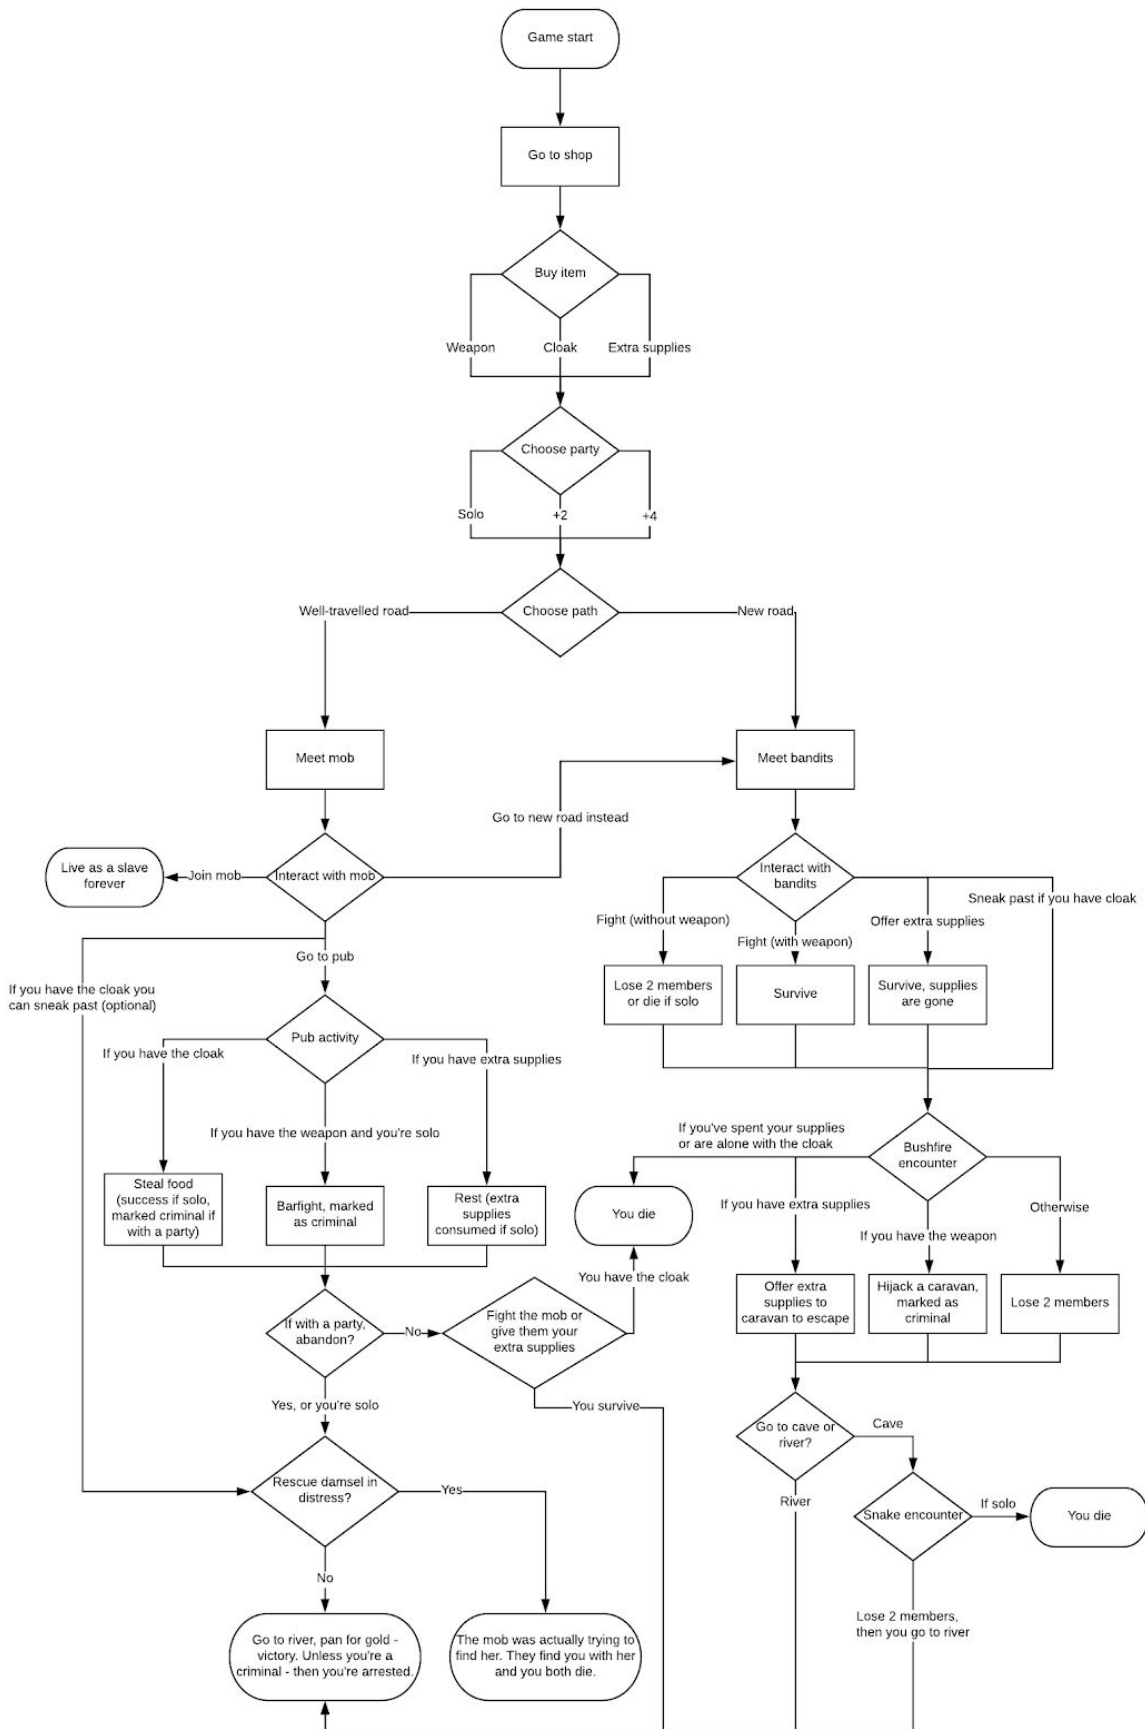 Game start
Go to shop
Buy item
Weapon
Cloak
Extra supplies
Choose party
Solo
+2
+4
Choose path
Well-travelled road
New road
Meet mob
Meet bandits
Go to new road instead
Live as a slave
forever
Join mob
Interact with mob
Interact with
bandits
Sneak past if you have cloak
Fight (without weapon)
Fight (with weapon)
Offer extra supplies
Go to pub
If you have the cloak you
can sneak past (optional)
Lose 2 members
or die if solo
Survive
Survive, supplies
are gone
Pub activity
If you have the cloak
If you have extra supplies
If you have the weapon and you're solo
If you've spent your supplies
or are alone with the cloak
Bushfire
encounter
Steal food
(success if solo,
marked criminal if
with a party)
Barfight, marked
as criminal
Rest (extra
supplies
consumed if solo)
You die
If you have extra supplies
If you have the weapon
Otherwise
You have the cloak
Offer extra
supplies to
caravan to escape
Hijack a caravan,
marked as
criminal
Lose 2 members
If with a party,
abandon?
No
Fight the mob or
give them your
extra supplies
Yes, or you're solo
You survive
Go to cave or
river?
Cave
Rescue damsel in
distress?
Yes
River
Snake encounter
If solo
You die
No
Lose 2 members,
then you go to river
Go to river, pan for gold -
victory. Unless you're a
criminal - then you're arrested.
The mob was actually trying to
find her. They find you with her
and you both die.